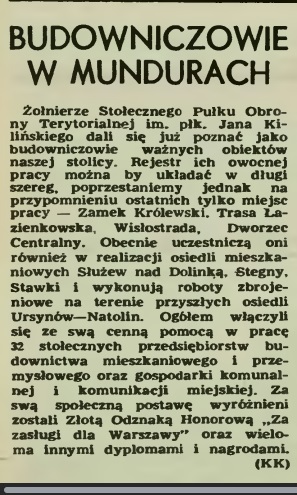 BUDOWNICZOWIE
W MUNDURACH
Żołnierze Stołecznego Pułku Obro-
ny Terytorialnej im. płk. Jana Ki-
lińskiego dali się już poznać jako
budowniczowie ważnych obiektów
naszej stolicy. Rejestr ich owocnej
pracy można by układać w długi
szereg, poprzestaniemy jednak na
przypomnieniu ostatnich tylko miejsc
pracy — Zamek Królewski, Trasa Ła-
zienkowska, Wisłostrada, Dworzec
Centralny. Obecnie uczestniczą oni
również w realizacji osiedli mieszka-
niowych Służew nad Dolinką, Stegny,
Stawki i wykonują roboty zbroje-
niowe na terenie przyszłych osiedli
Ursynów—Natolin. Ogółem włączyli
się ze swą cenną pomocą w pracę
32 stołecznych przedsiębiorstw bu-
downictwa mieszkaniowego i prze-
mysłowego oraz gospodarki komunal-
nej i komunikacji miejskiej. Za
swą społeczną postawę wyróżnieni
zostali Złotą Odznaką Honorową „Za
zasługi dla Warszawy” oraz wielo-
ma innymi dyplomami i nagrodami.
(KK)